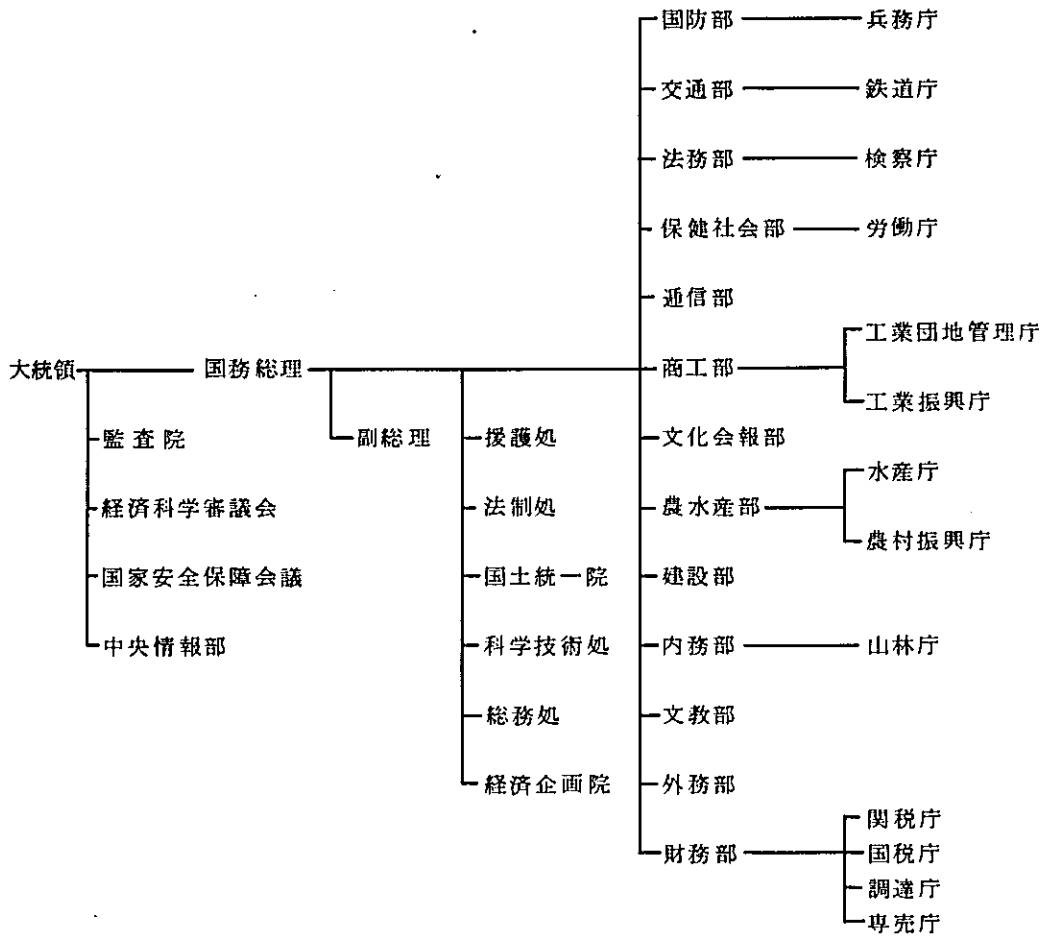 国防部 兵務庁
交通部 鉄道庁
法務部 検察庁
保健社会部 労働庁
逓信部
工業団地管理庁
大統領 国務総理 商工部
工業振興庁
監査院 副総理 援護処 文化会報部
水産庁
経済科学審議会 法制処 農水産部
農村振興庁
国家安全保障会議 国土統一院 建設部
中央情報部 科学技術処 内務部 山林庁
総務処 文教部
経済企画院 外務部
関税庁
財務部 国税庁
調達庁
専売庁